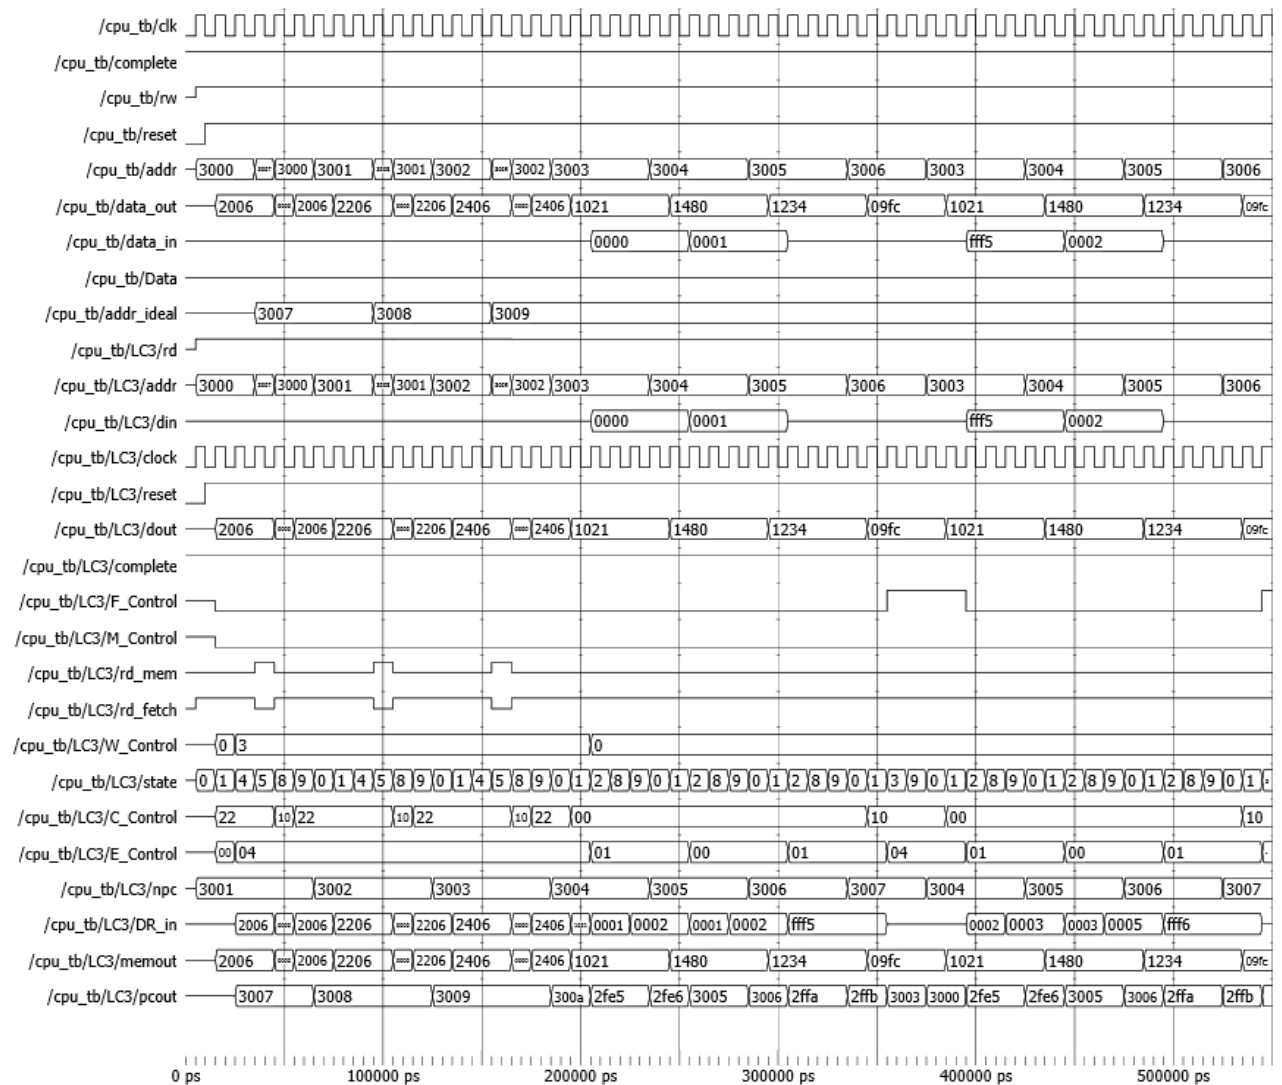 /cpu_tb/clk
/cpu_tb/complete
/cpu_tb/rw
/cpu_tb/reset
/cpu_tb/addr 3000 3000 3001 3001 3002 3002 3003 3004 3005 3006 3003 3004 3005 3006
/cpu_tb/data_out 2006 2006 2206 2206 2406 2406 1021 1480 1234 09fc 1021 1480 1234 09fc
/cpu_tb/data_in 0000 0001 fff5 0002
/cpu_tb/Data
/cpu_tb/addr_ideal 3007 3008 3009
/cpu_tb/LC3/rd
/cpu_tb/LC3/addr 3000 3000 3001 3001 3002 3002 3003 3004 3005 3006 3003 3004 3005 3006
/cpu_tb/LC3/din 0000 0001 fff5 0002
/cpu_tb/LC3/clock
/cpu_tb/LC3/reset
/cpu_tb/LC3/dout 2006 2006 2206 2206 2406 2406 1021 1480 1234 09fc 1021 1480 1234 09fc
/cpu_tb/LC3/complete
/cpu_tb/LC3/F_Control
/cpu_tb/LC3/M_Control
/cpu_tb/LC3/rd_mem
/cpu_tb/LC3/rd_fetch
/cpu_tb/LC3/W_Control 0 3 0
/cpu_tb/LC3/state 0 1 4 5 8 9 0 1 4 5 8 9 0 1 4 5 8 9 0 1 2 8 9 0 1 2 8 9 0 1 2 8 9 0 1 3 9 0 1 2 8 9 0 1 2 8 9 0 1 2 8 9 0 1
/cpu_tb/LC3/C_Control 22 10 22 10 22 10 22 00 10 00 10
/cpu_tb/LC3/E_Control 00 04 01 00 01 04 01 00 01
/cpu_tb/LC3/npc 3001 3002 3003 3004 3005 3006 3007 3004 3005 3006 3007
/cpu_tb/LC3/DR_in 2006 2006 2206 2206 2406 2406 0001 0002 0001 0002 fff5 0002 0003 0003 0005 fff6
/cpu_tb/LC3/memout 2006 2006 2206 2206 2406 2406 1021 1480 1234 09fc 1021 1480 1234 09fc
/cpu_tb/LC3/pcout 3007 3008 3009 300a 2fe5 2fe6 3005 3006 2ffa 2ffb 3003 3000 2fe5 2fe6 3005 3006 2ffa 2ffb
0 ps 100000 ps 200000 ps 300000 ps 400000 ps 500000 ps